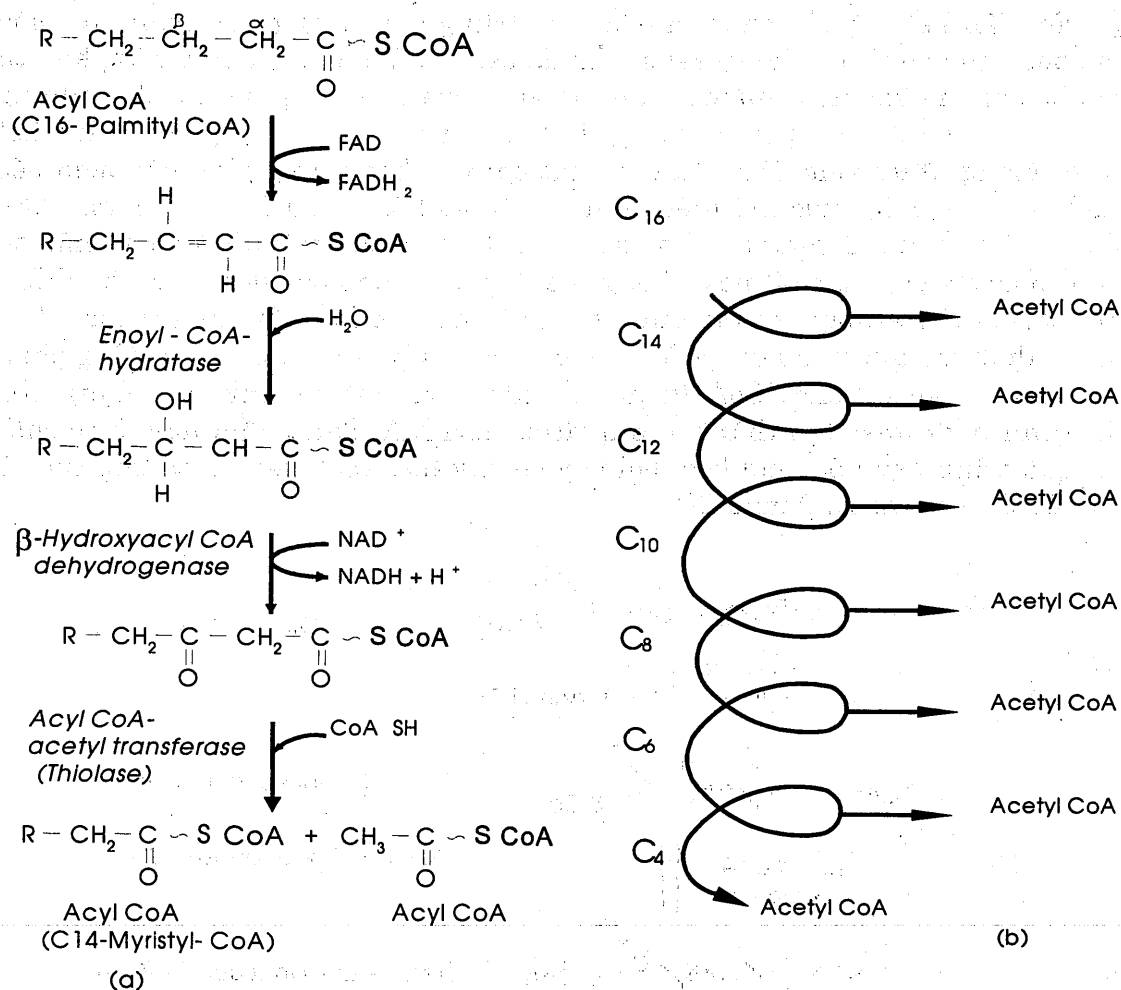 β α
R – CH₂ – CH₂ – CH₂ – C ~ S CoA
||
O
Acyl CoA
(C16- Palmityl CoA)
FAD
FADH₂
H
|
R – CH₂ – C = C – C ~ S CoA
| ||
H O
Enoyl - CoA-
hydratase
H₂O
OH
|
R – CH₂ – C – CH – C ~ S CoA
| ||
H O
β-Hydroxyacyl CoA
dehydrogenase
NAD⁺
NADH + H⁺
R – CH₂ – C – CH₂ – C ~ S CoA
|| ||
O O
Acyl CoA-
acetyl transferase
(Thiolase)
CoA SH
R – CH₂ – C ~ S CoA + CH₃ – C ~ S CoA
|| ||
O O
Acyl CoA
(C14-Myristyl- CoA)
Acyl CoA
(a)
C₁₆
Acetyl CoA
C₁₄
Acetyl CoA
C₁₂
Acetyl CoA
C₁₀
Acetyl CoA
C₈
Acetyl CoA
C₆
Acetyl CoA
C₄
Acetyl CoA
(b)